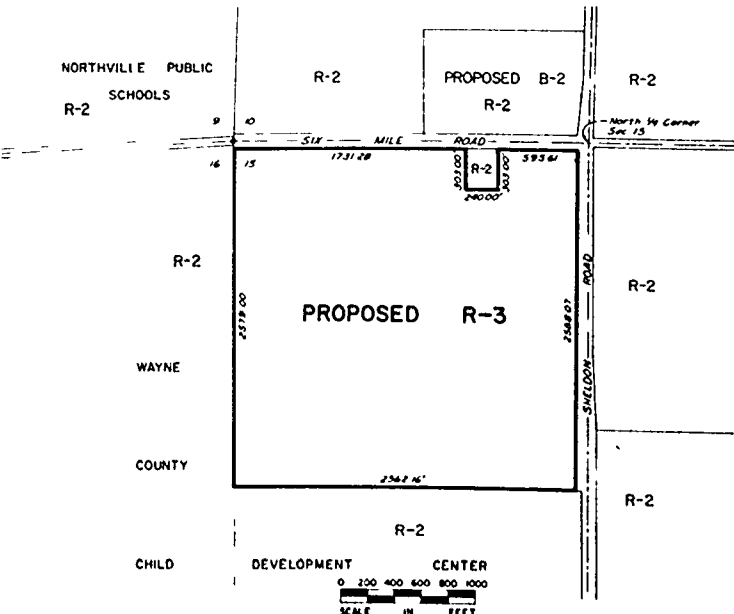 NORTHVILLE PUBLIC
SCHOOLS
R-2
R-2
PROPOSED B-2
R-2
R-2
9 10
SIX MILE ROAD
North ¼ Corner
Sec 15
16 15
1731.28
303.00
R-2
303.00'
595.61
240.00'
R-2
R-2
2579.00
PROPOSED R-3
2568.07
SHELDON ROAD
WAYNE
COUNTY
2562.16'
R-2
R-2
CHILD DEVELOPMENT CENTER
0 200 400 600 800 1000
SCALE IN FEET